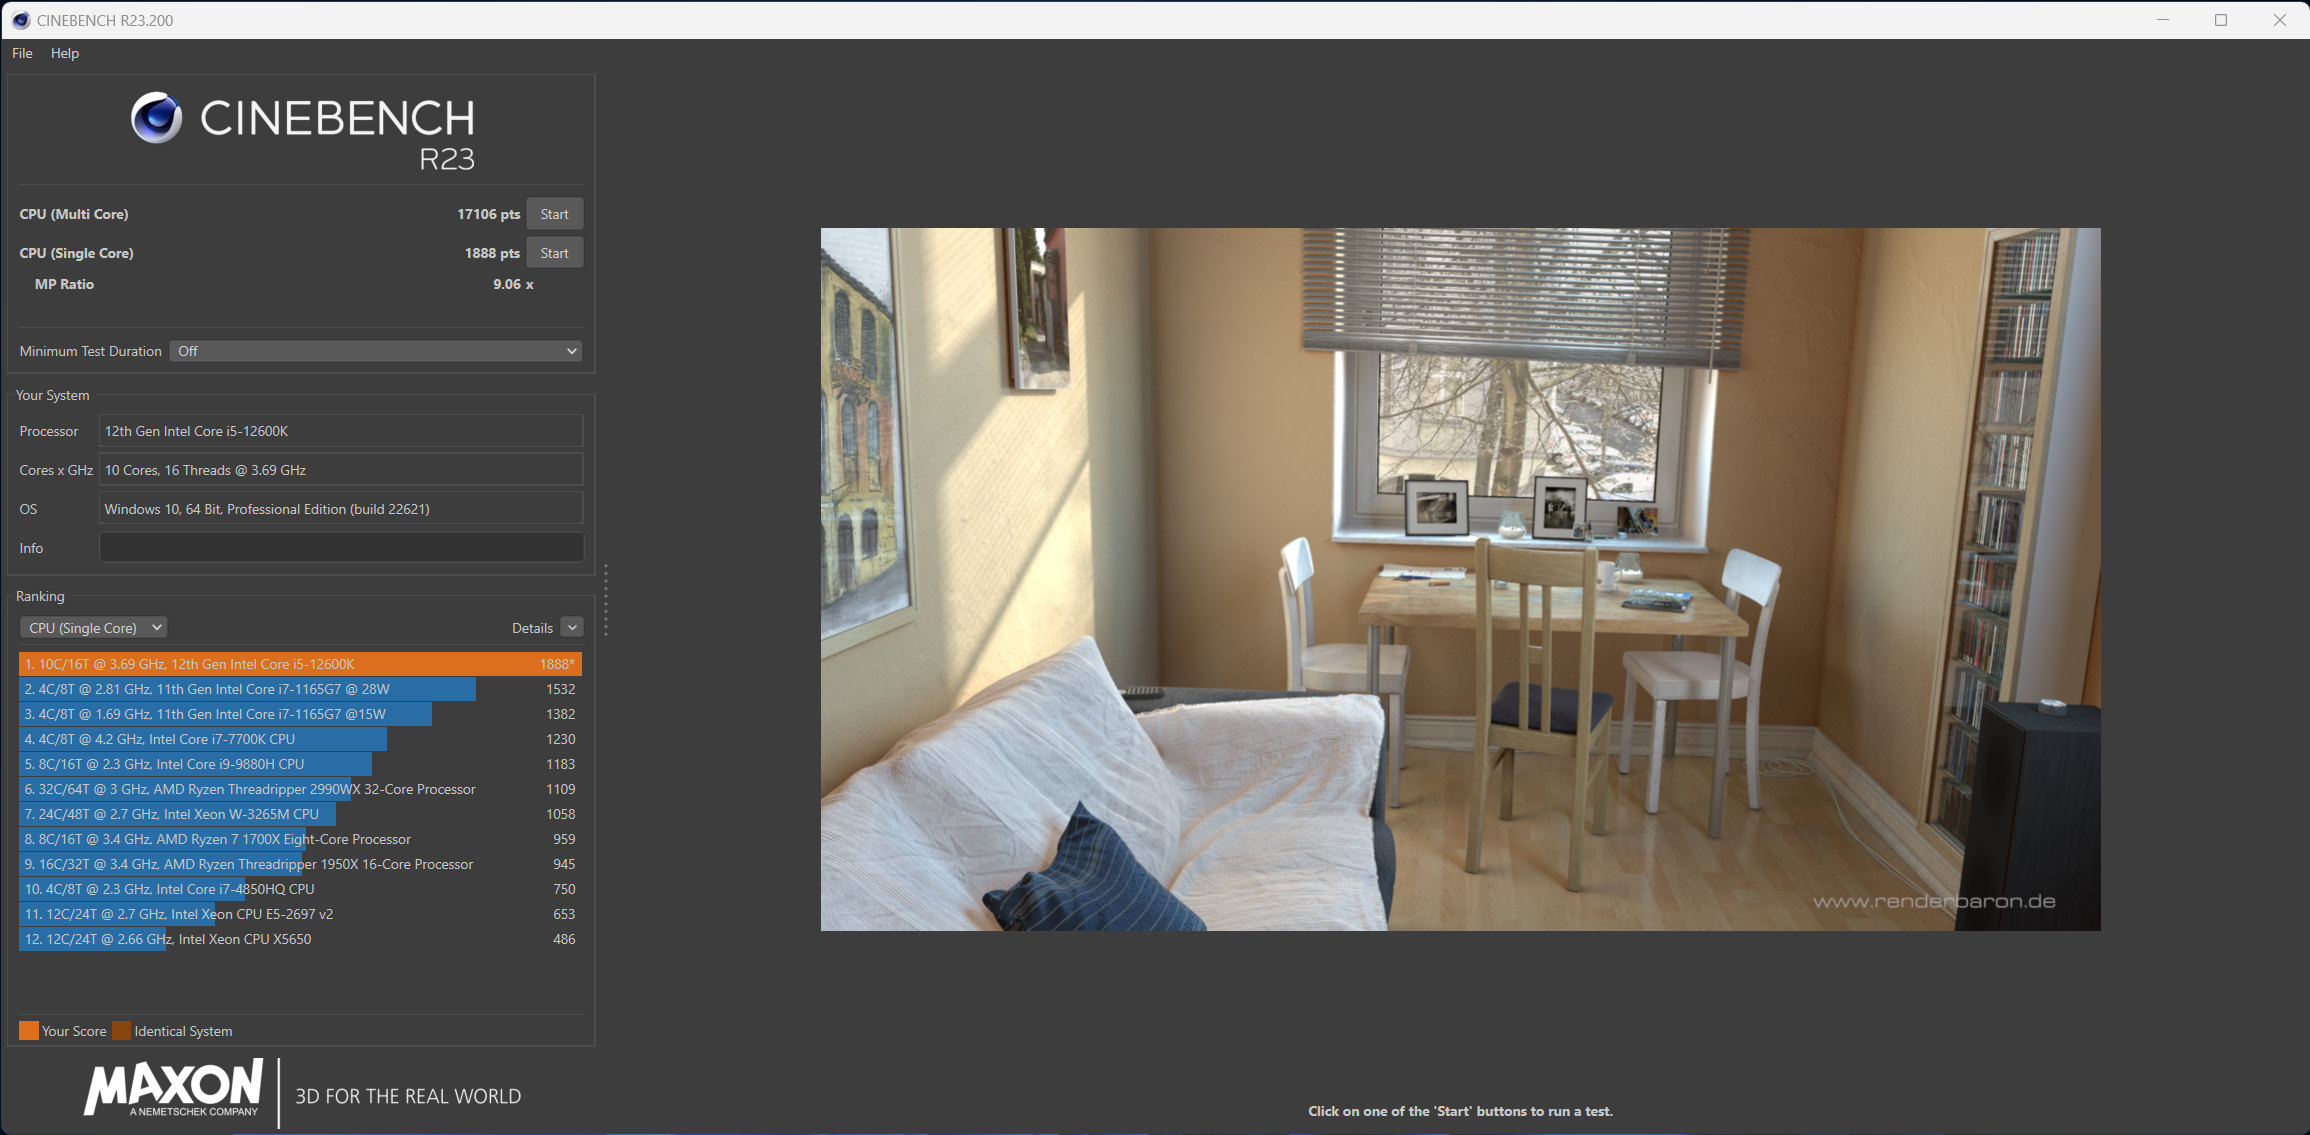 CINEBENCH R23.200
File Help
CINEBENCH
R23
CPU (Multi Core) 17106 pts Start
CPU (Single Core) 1888 pts Start
MP Ratio 9.06 x
Minimum Test Duration Off
Your System
Processor 12th Gen Intel Core i5-12600K
Cores x GHz 10 Cores, 16 Threads @ 3.69 GHz
OS Windows 10, 64 Bit, Professional Edition (build 22621)
Info
Ranking
CPU (Single Core) Details
1. 10C/16T @ 3.69 GHz, 12th Gen Intel Core i5-12600K 1888*
2. 4C/8T @ 2.81 GHz, 11th Gen Intel Core i7-1165G7 @ 28W 1532
3. 4C/8T @ 1.69 GHz, 11th Gen Intel Core i7-1165G7 @15W 1382
4. 4C/8T @ 4.2 GHz, Intel Core i7-7700K CPU 1230
5. 8C/16T @ 2.3 GHz, Intel Core i9-9880H CPU 1183
6. 32C/64T @ 3 GHz, AMD Ryzen Threadripper 2990WX 32-Core Processor 1109
7. 24C/48T @ 2.7 GHz, Intel Xeon W-3265M CPU 1058
8. 8C/16T @ 3.4 GHz, AMD Ryzen 7 1700X Eight-Core Processor 959
9. 16C/32T @ 3.4 GHz, AMD Ryzen Threadripper 1950X 16-Core Processor 945
10. 4C/8T @ 2.3 GHz, Intel Core i7-4850HQ CPU 750
11. 12C/24T @ 2.7 GHz, Intel Xeon CPU E5-2697 v2 653
12. 12C/24T @ 2.66 GHz, Intel Xeon CPU X5650 486
Your Score Identical System
MAXON
A NEMETSCHEK COMPANY
3D FOR THE REAL WORLD
www.renderbaron.de
Click on one of the 'Start' buttons to run a test.